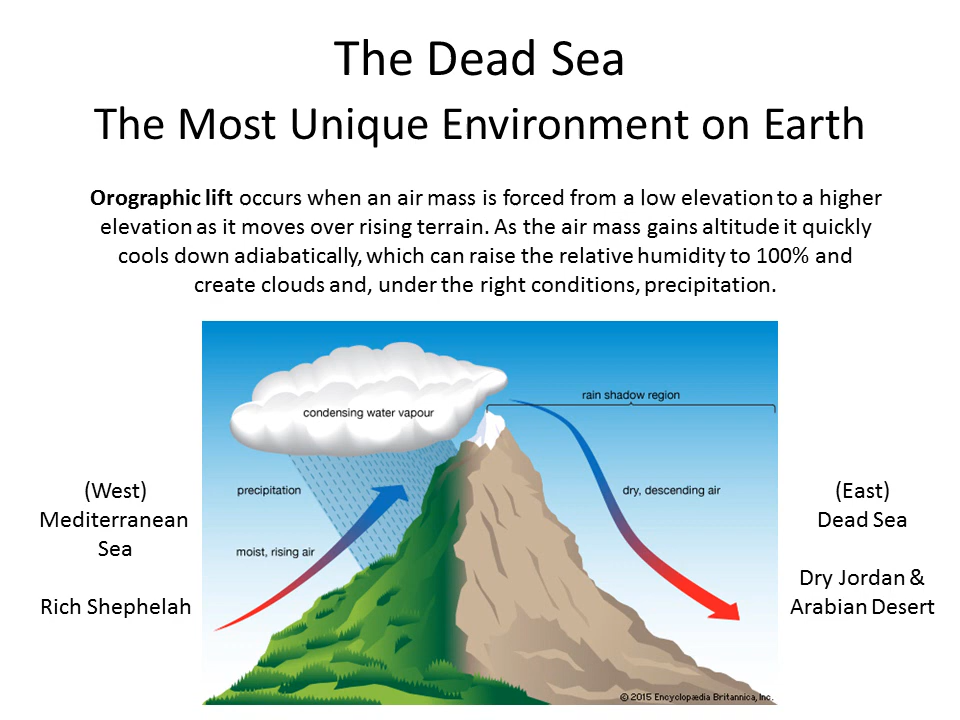 The Dead Sea
The Most Unique Environment on Earth
Orographic lift occurs when an air mass is forced from a low elevation to a higher
elevation as it moves over rising terrain. As the air mass gains altitude it quickly
cools down adiabatically, which can raise the relative humidity to 100% and
create clouds and, under the right conditions, precipitation.
rain shadow region
condensing water vapour
precipitation
dry, descending air
moist, rising air
(West)
Mediterranean
Sea
Rich Shephelah
(East)
Dead Sea
Dry Jordan &
Arabian Desert
© 2015 Encyclopædia Britannica, Inc.